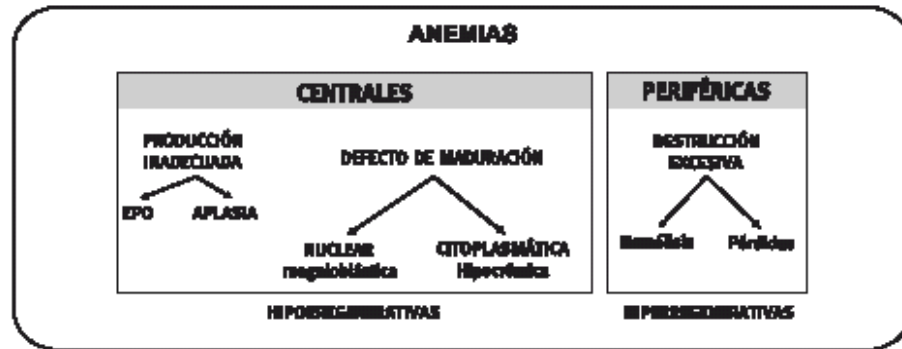 ANEMIAS
CENTRALES
PERIFÉRICAS
PRODUCCIÓN
INADECUADA
DEFECTO DE MADURACIÓN
DESTRUCCIÓN
EXCESIVA
EPO
APLASIA
NUCLEAR
megaloblástica
CITOPLASMÁTICA
Hipocrómica
Hemólisis
Pérdidas
HIPOREGENERATIVAS
HIPERREGENERATIVAS